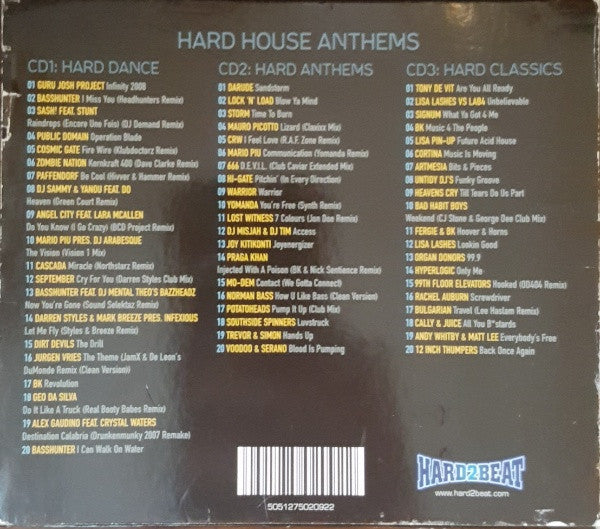 HARD HOUSE ANTHEMS
CD1: HARD DANCE
01 GURU JOSH PROJECT Infinity 2008
02 BASSHUNTER I Miss You (Headhunters Remix)
03 SASH! FEAT. STUNT
Raindrops (Encore Une Fois) (DJ Demand Remix)
04 PUBLIC DOMAIN Operation Blade
05 COSMIC GATE Fire Wire (Klubdoctorz Remix)
06 ZOMBIE NATION Kernkraft 400 (Dave Clarke Remix)
07 PAFFENDORF Be Cool (Hivver & Hammer Remix)
08 DJ SAMMY & YANOU FEAT. DO
Heaven (Green Court Remix)
09 ANGEL CITY FEAT LARA MCALLEN
Do You Know (I Go Crazy) (BCD Project Remix)
10 MARIO PIU PRES. DJ ARABESQUE
The Vision (Vision 1 Mix)
11 CASCADA Miracle (Northstarz Remix)
12 SEPTEMBER Cry For You (Darren Styles Club Mix)
13 BASSHUNTER FEAT. DJ MENTAL THEO'S BAZZHEADZ
Now You're Gone (Sound Selektaz Remix)
14 DARREN STYLES & MARK BREEZE PRES. INFEXIOUS
Let Me Fly (Styles & Breeze Remix)
15 DIRT DEVILS The Drill
16 JURGEN VRIES The Theme (JamX & De Leon's
DuMonde Remix (Clean Version))
17 BK Revolution
18 GEO DA SILVA
Do It Like A Truck (Real Booty Babes Remix)
19 ALEX GAUDINO FEAT CRYSTAL WATERS
Destination Calabria (Drunkenmunky 2007 Remake)
20 BASSHUNTER I Can Walk On Water
CD2: HARD ANTHEMS
01 DARUDE Sandstorm
02 LOCK 'N' LOAD Blow Ya Mind
03 STORM Time To Burn
04 MAURO PICOTTO Lizard (Claxixx Mix)
05 CRW I Feel Love (R.A.F. Zone Remix)
06 MARIO PIU Communication (Yomanda Remix)
07 666 D.E.V.I.L. (Club Caviar Extended Mix)
08 HI-GATE Pitchin' (In Every Direction)
09 WARRIOR Warrior
10 YOMANDA You're Free (Synth Remix)
11 LOST WITNESS 7 Colours (Jon Doe Remix)
12 DJ MISJAH & DJ TIM Access
13 JOY KITIKONTI Joyenergizer
14 PRAGA KHAN
Injected With A Poison (BK & Nick Sentience Remix)
15 MO-DEM Contact (We Gotta Connect)
16 NORMAN BASS How U Like Bass (Clean Version)
17 POTATOHEADS Pump It Up (Club Mix)
18 SOUTHSIDE SPINNERS Luvstruck
19 TREVOR & SIMON Hands Up
20 VOODOO & SERANO Blood Is Pumping
CD3: HARD CLASSICS
01 TONY DE VIT Are You All Ready
02 LISA LASHES VS LAB4 Unbelievable
03 SIGNUM What Ya Got 4 Me
04 BK Music 4 The People
05 LISA PIN-UP Future Acid House
06 CORTINA Music Is Moving
07 ARTMESIA Bits & Pieces
08 UNTIDY DJ'S Funky Groove
09 HEAVENS CRY Till Tears Do Us Part
10 BAD HABIT BOYS
Weekend (CJ Stone & George Dee Club Mix)
11 FERGIE & BK Hoover & Horns
12 LISA LASHES Lookin Good
13 ORGAN DONORS 99.9
14 HYPERLOGIC Only Me
15 99TH FLOOR ELEVATORS Hooked (OD404 Remix)
16 RACHEL AUBURN Screwdriver
17 BULGARIAN Travel (Lee Haslam Remix)
18 CALLY & JUICE All You B*stards
19 ANDY WHITBY & MATT LEE Everybody's Free
20 12 INCH THUMPERS Back Once Again
5051275020922
HARD2BEAT
www.hard2beat.com